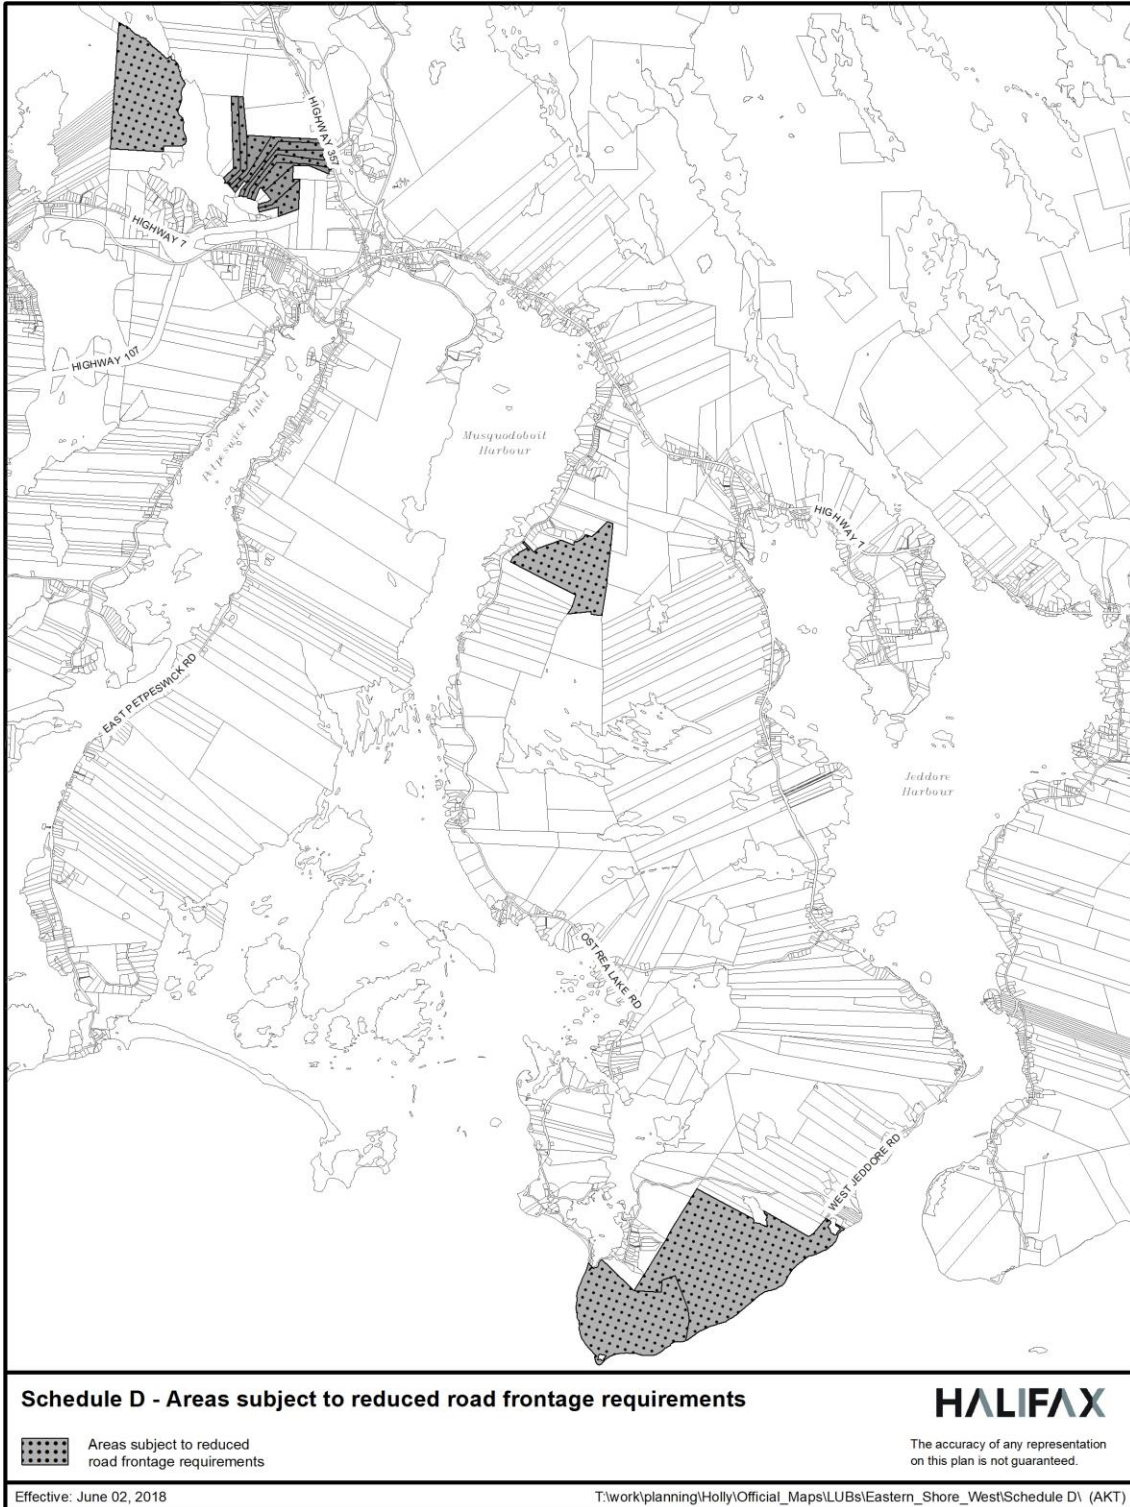 HIGHWAY 357
HIGHWAY 7
HIGHWAY 107
Petpeswick Inlet
Musquodoboit
Harbour
HIGHWAY 7
EAST PETPESWICK RD
Jeddore
Harbour
OSTREA LAKE RD
WEST JEDDORE RD
Schedule D - Areas subject to reduced road frontage requirements
HALIFAX
Areas subject to reduced
road frontage requirements
The accuracy of any representation
on this plan is not guaranteed.
Effective: June 02, 2018
T:\work\planning\Holly\Official_Maps\LUBs\Eastern_Shore_West\Schedule D\ (AKT)